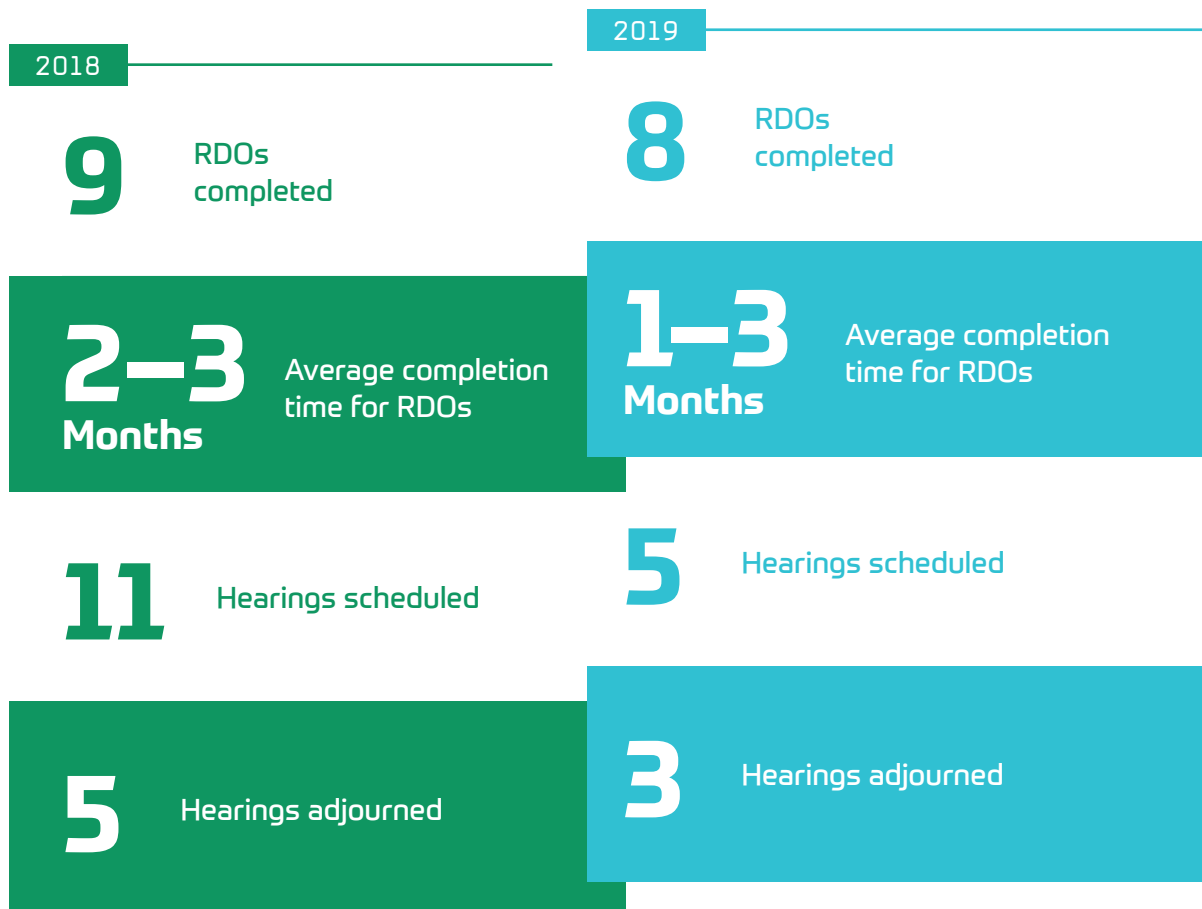 2018
9
RDOs
completed
2–3
Months
Average completion
time for RDOs
11
Hearings scheduled
5
Hearings adjourned
2019
8
RDOs
completed
1–3
Months
Average completion
time for RDOs
5
Hearings scheduled
3
Hearings adjourned